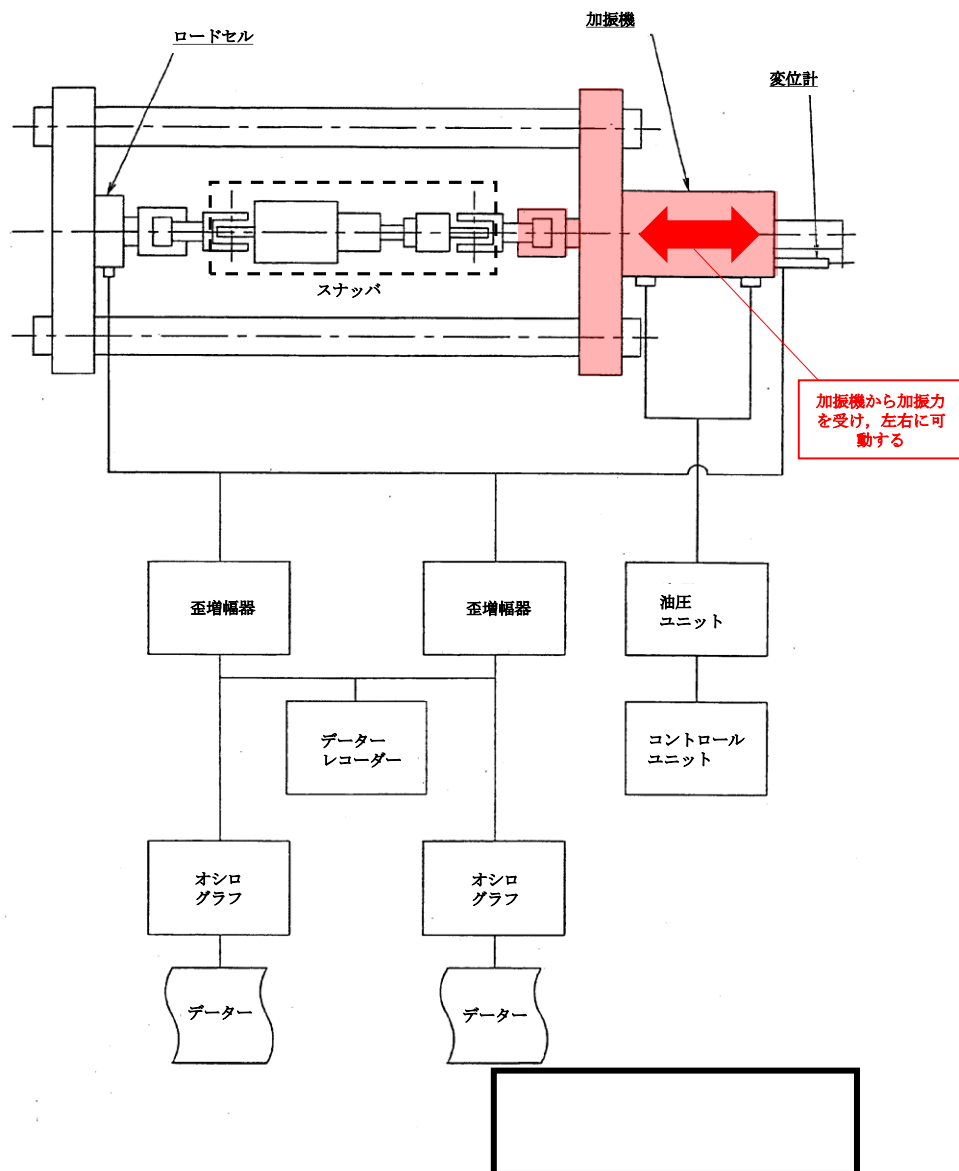 加振機
ロードセル
変位計
スナッバ
加振機から加振力
を受け，左右に可
動する
歪増幅器
歪増幅器
油圧
ユニット
データー
レコーダー
コントロール
ユニット
オシロ
グラフ
オシロ
グラフ
データー
データー